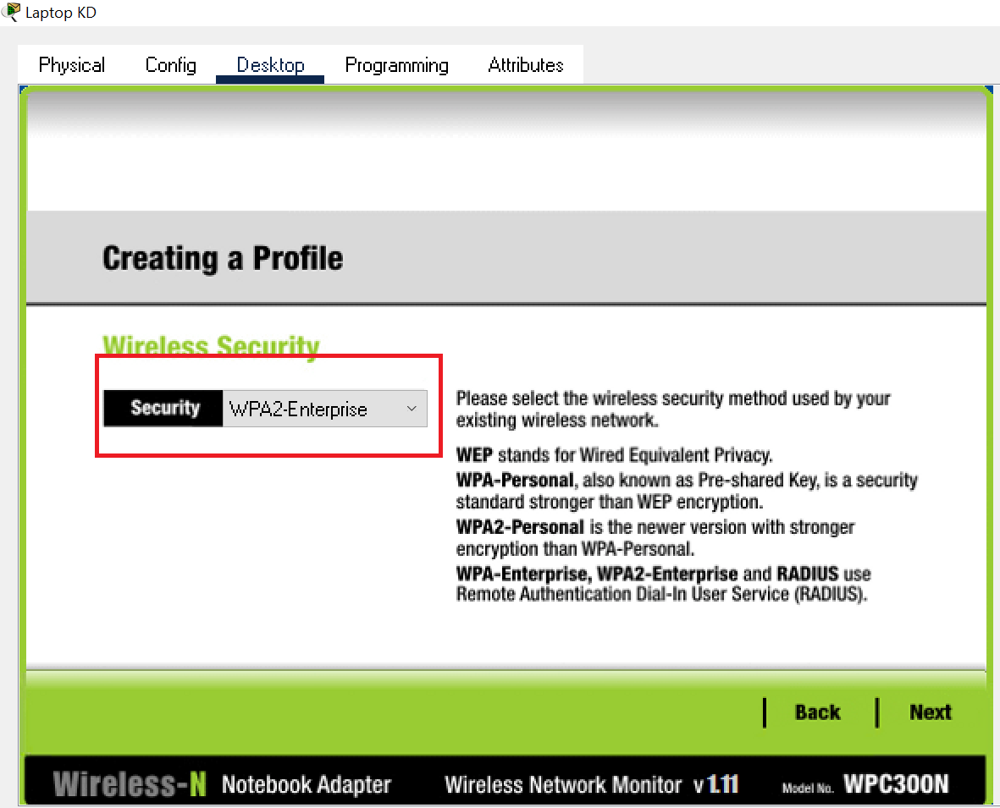 Laptop KD
Physical Config Desktop Programming Attributes
Creating a Profile
Wireless Security
Security WPA2-Enterprise
Please select the wireless security method used by your
existing wireless network.
WEP stands for Wired Equivalent Privacy.
WPA-Personal, also known as Pre-shared Key, is a security
standard stronger than WEP encryption.
WPA2-Personal is the newer version with stronger
encryption than WPA-Personal.
WPA-Enterprise, WPA2-Enterprise and RADIUS use
Remote Authentication Dial-In User Service (RADIUS).
Back Next
Wireless-N Notebook Adapter Wireless Network Monitor v1.11 Model No. WPC300N